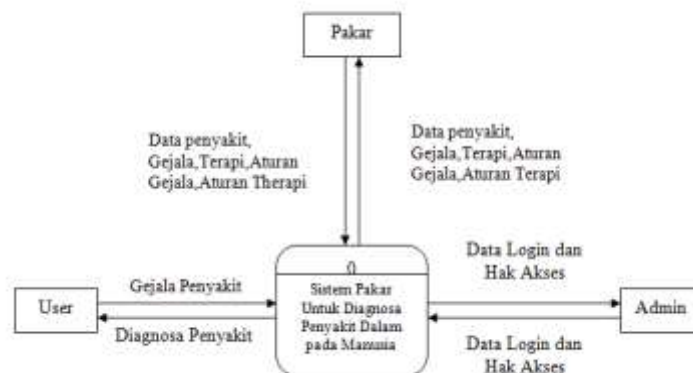 Pakar
Data penyakit,
Gejala,Terapi,Aturan
Gejala,Aturan Therapi
Data penyakit,
Gejala,Terapi,Aturan
Gejala,Aturan Terapi
User
Gejala Penyakit
Diagnosa Penyakit
0
Sistem Pakar
Untuk Diagnosa
Penyakit Dalam
pada Manusia
Data Login dan
Hak Akses
Data Login dan
Hak Akses
Admin